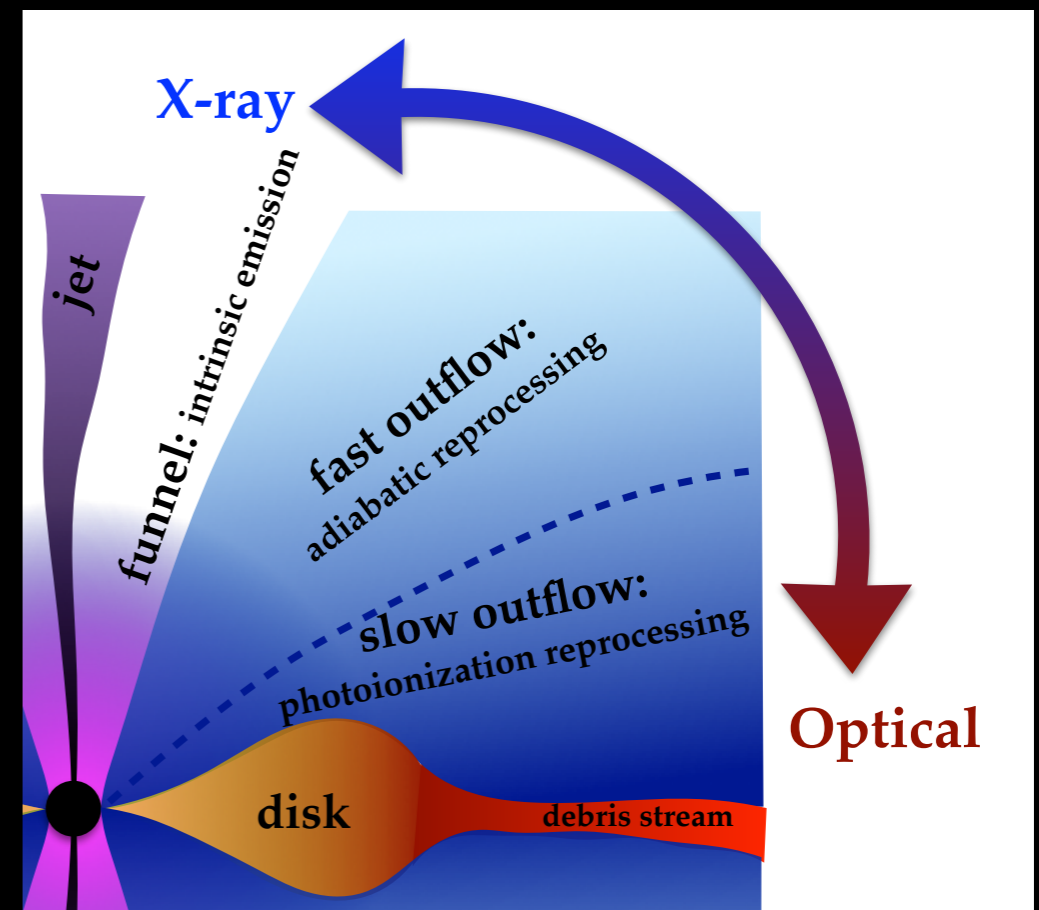 X-ray
jet
funnel: intrinsic emission
fast outflow:
adiabatic reprocessing
slow outflow:
photoionization reprocessing
Optical
disk
debris stream